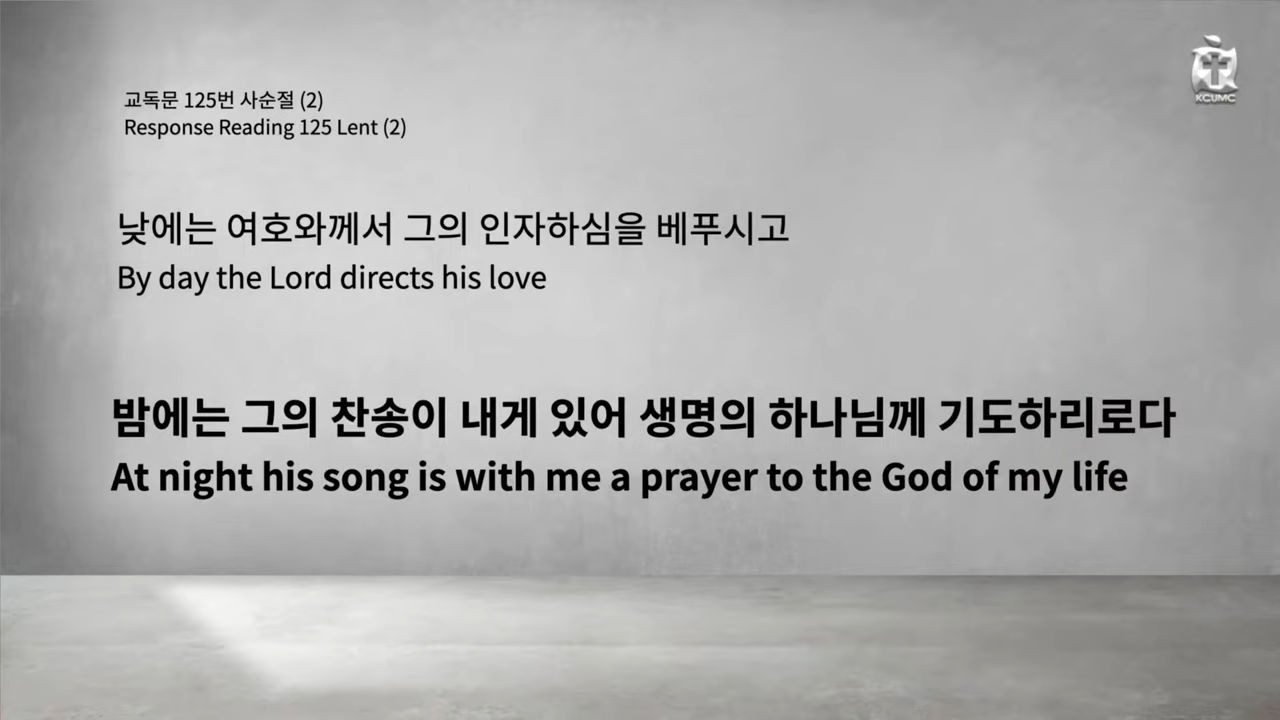 교독문 125번 사순절 (2)
Response Reading 125 Lent (2)
KCUMC
낮에는 여호와께서 그의 인자하심을 베푸시고
By day the Lord directs his love
밤에는 그의 찬송이 내게 있어 생명의 하나님께 기도하리로다
At night his song is with me a prayer to the God of my life